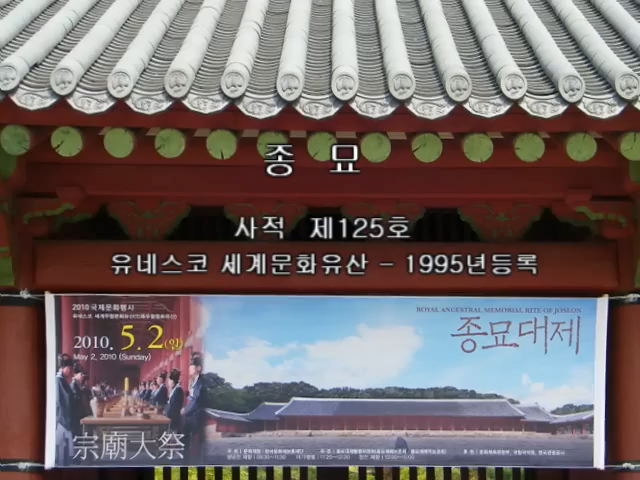 종 묘
사적 제125호
유네스코 세계문화유산 - 1995년등록
2010 국제문화행사
ROYAL ANCESTRAL MEMORIAL RITE OF JOSEON
종묘대제
2010. 5.2(일)
May 2, 2010 (Sunday)
宗廟大祭